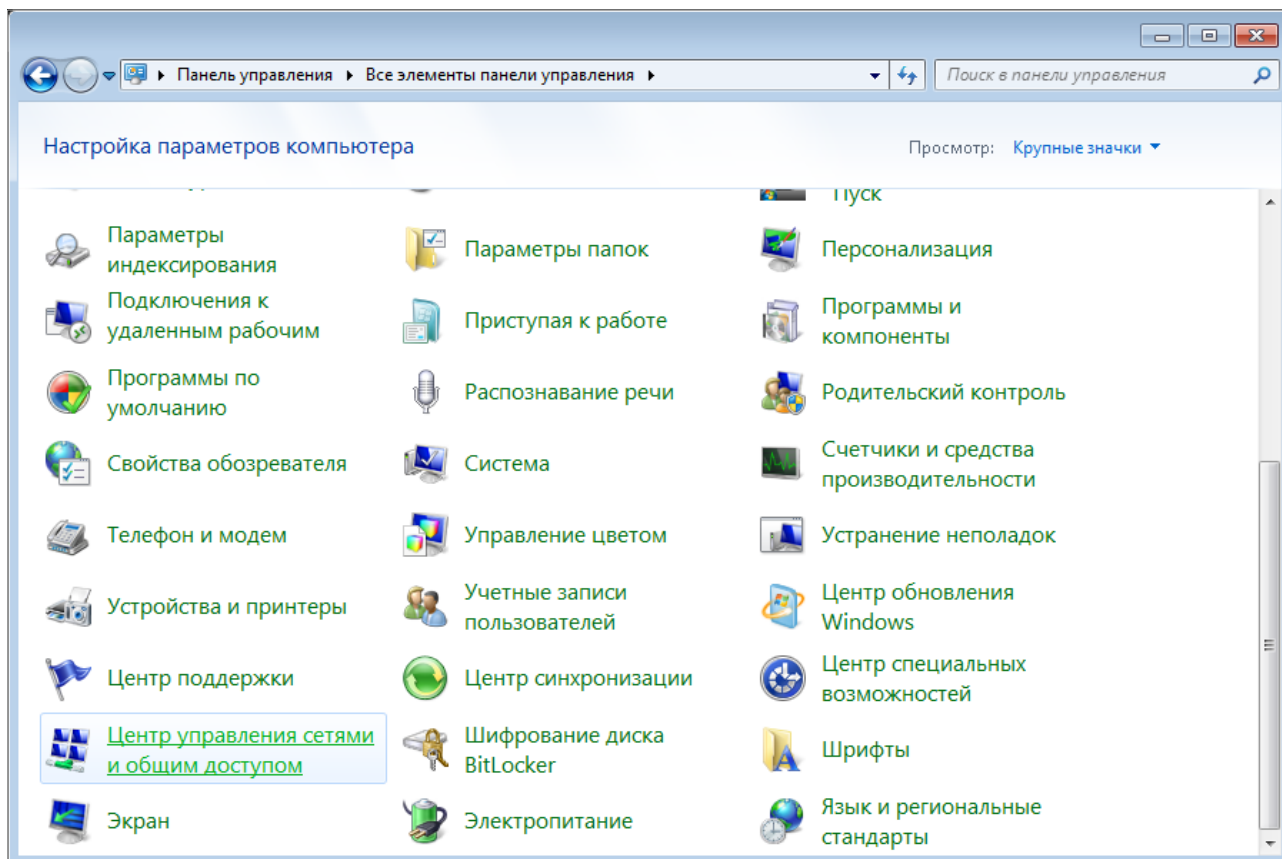 Панель управления ▸ Все элементы панели управления ▸
Поиск в панели управления
Настройка параметров компьютера
Просмотр: Крупные значки
Пуск
Параметры
индексирования
Параметры папок
Персонализация
Подключения к
удаленным рабочим
Приступая к работе
Программы и
компоненты
Программы по
умолчанию
Распознавание речи
Родительский контроль
Свойства обозревателя
Система
Счетчики и средства
производительности
Телефон и модем
Управление цветом
Устранение неполадок
Устройства и принтеры
Учетные записи
пользователей
Центр обновления
Windows
Центр поддержки
Центр синхронизации
Центр специальных
возможностей
Центр управления сетями
и общим доступом
Шифрование диска
BitLocker
Шрифты
Экран
Электропитание
Язык и региональные
стандарты